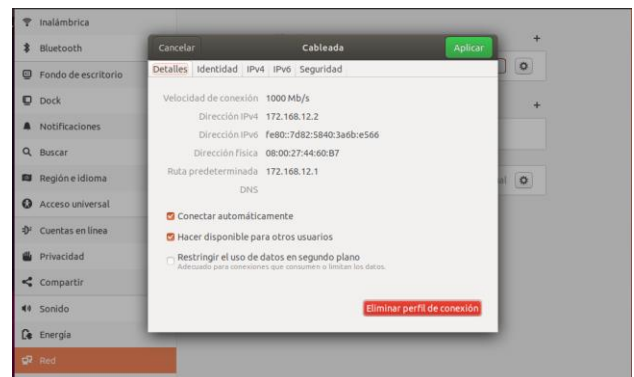 Inalámbrica
Bluetooth
Fondo de escritorio
Dock
Notificaciones
Buscar
Región e idioma
Acceso universal
Cuentas en línea
Privacidad
Compartir
Sonido
Energía
Red
Cancelar Cableada Aplicar
Detalles Identidad IPv4 IPv6 Seguridad
Velocidad de conexión 1000 Mb/s
Dirección IPv4 172.168.12.2
Dirección IPv6 fe80::7d82:5840:3a6b:e566
Dirección física 08:00:27:44:60:B7
Ruta predeterminada 172.168.12.1
DNS
Conectar automáticamente
Hacer disponible para otros usuarios
Restringir el uso de datos en segundo plano
Adecuado para conexiones que consumen o limitan los datos.
Eliminar perfil de conexión